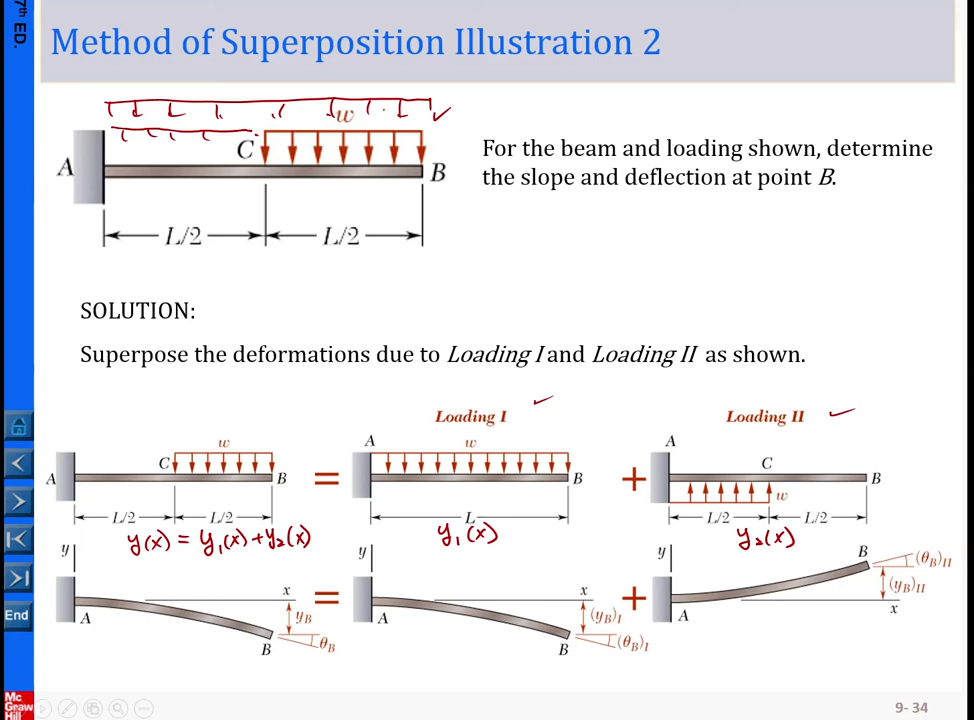 7th ED.
Method of Superposition Illustration 2
w
A
C
B
L/2
L/2
For the beam and loading shown, determine
the slope and deflection at point B.
SOLUTION:
Superpose the deformations due to Loading I and Loading II as shown.
w
A
C
B
L/2
L/2
y(x) = y₁(x) + y₂(x)
=
Loading I
A
w
B
L
y₁(x)
+
Loading II
A
C
B
w
L/2
L/2
y₂(x)
y
x
A
B
yB
θB
=
y
x
A
B
(yB)I
(θB)I
+
y
x
A
B
(θB)II
(yB)II
End
Mc
Graw
Hill
9- 34